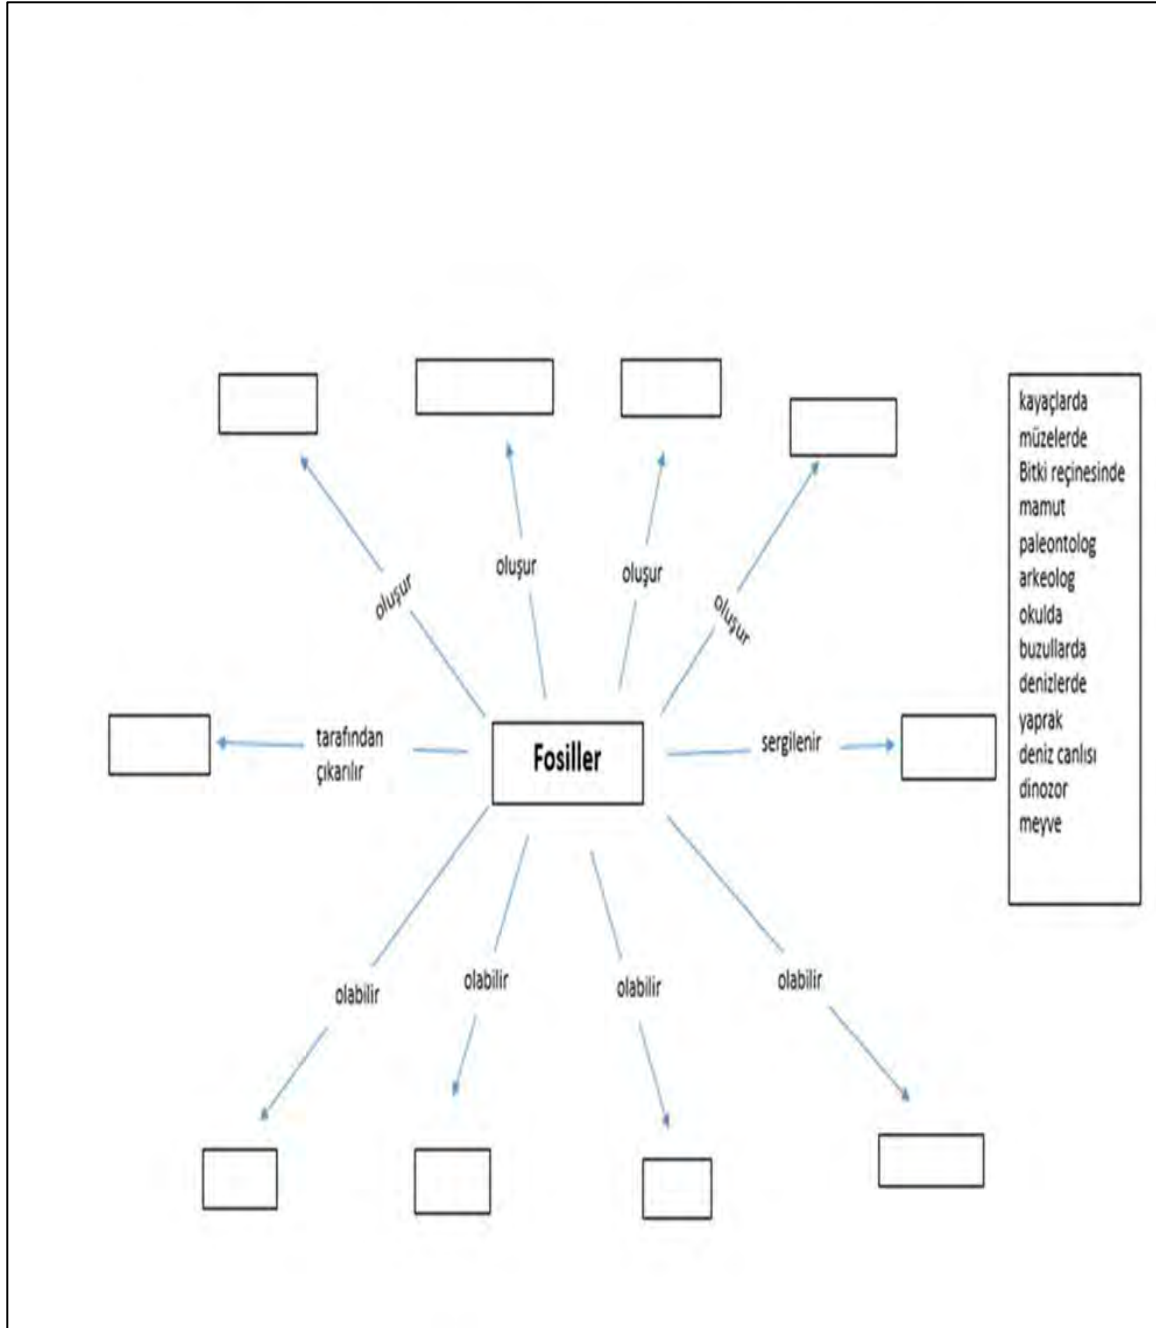 oluşur
oluşur
oluşur
oluşur
tarafından
çıkarılır
Fosiller
sergilenir
olabilir
olabilir
olabilir
olabilir
kayaçlarda
müzelerde
Bitki reçinesinde
mamut
paleontolog
arkeolog
okulda
buzullarda
denizlerde
yaprak
deniz canlısı
dinozor
meyve